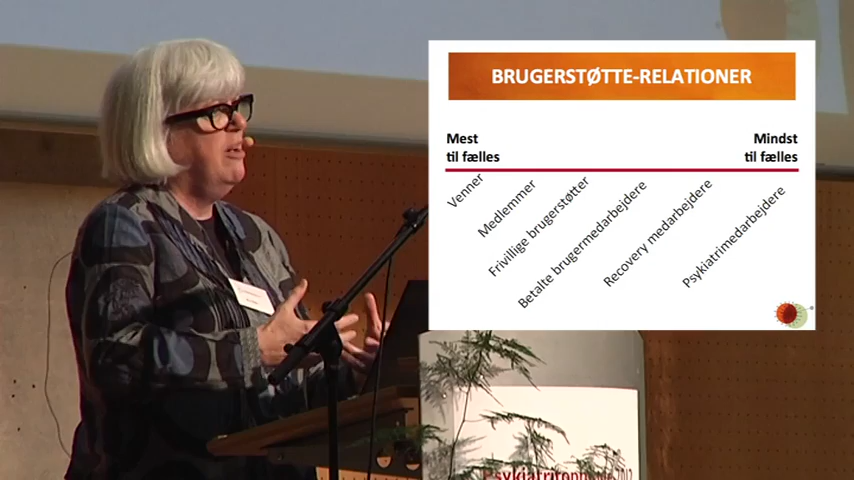 BRUGERSTØTTE-RELATIONER
Mest
til fælles
Mindst
til fælles
Venner
Medlemmer
Frivillige brugerstøtter
Betalte brugermedarbejdere
Recovery medarbejdere
Psykiatrimedarbejdere